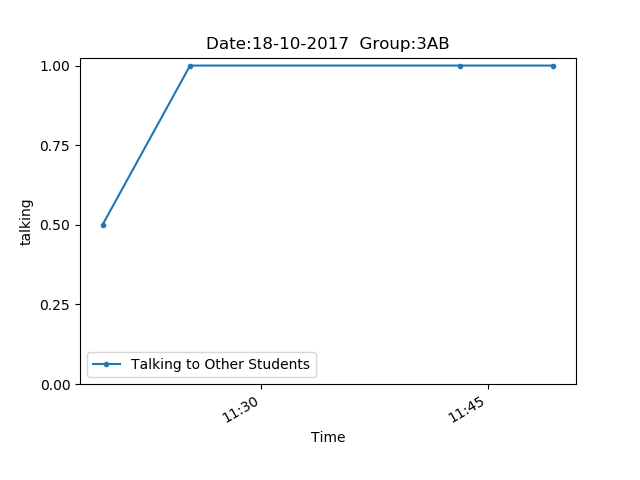 Date:18-10-2017  Group:3AB
1.00
0.75
0.50
0.25
0.00
talking
Talking to Other Students
11:30
11:45
Time